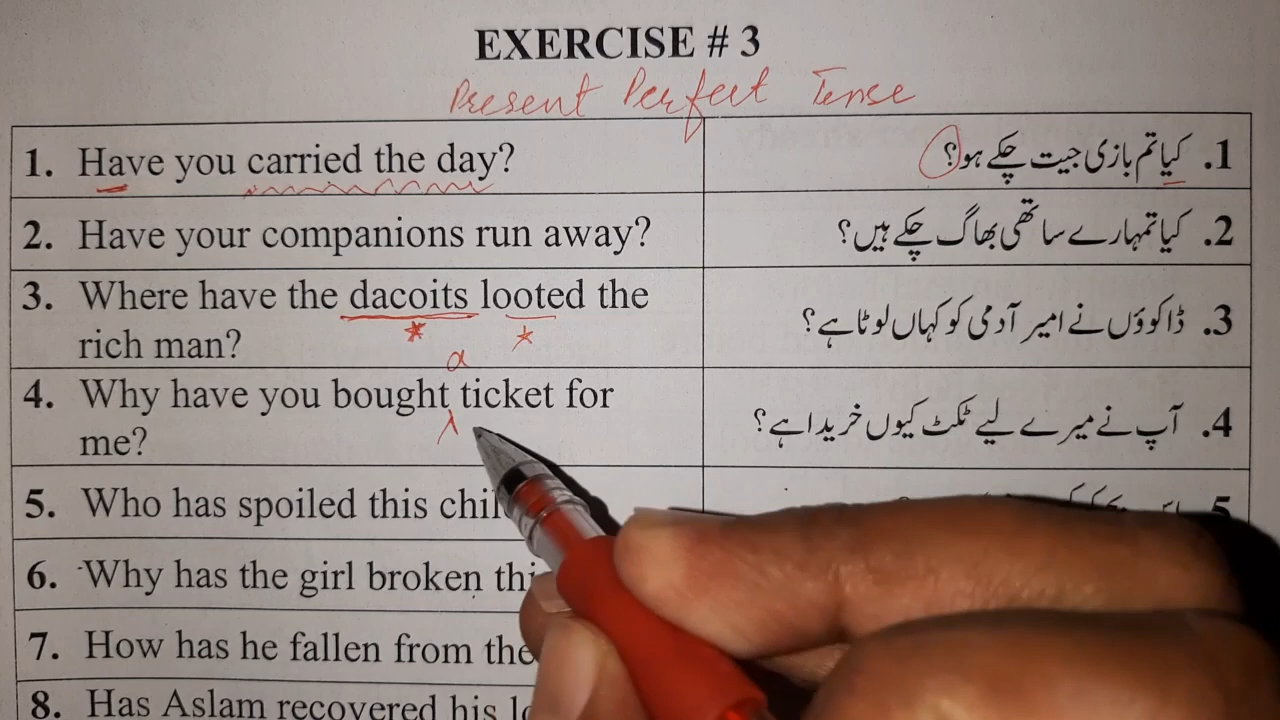 EXERCISE # 3
Present Perfect Tense
1. Have you carried the day?
1. کیا تم بازی جیت چکے ہو؟
2. Have your companions run away?
2. کیا تمہارے ساتھی بھاگ چکے ہیں؟
3. Where have the dacoits looted the
rich man?
3. ڈاکوؤں نے امیر آدمی کو کہاں لوٹا ہے؟
a
4. Why have you bought ticket for
me?
4. آپ نے میرے لیے ٹکٹ کیوں خریدا ہے؟
5. Who has spoiled this
5.
6. Why has the girl broken
7. How has he fallen from the
8. Has Aslam recovered his